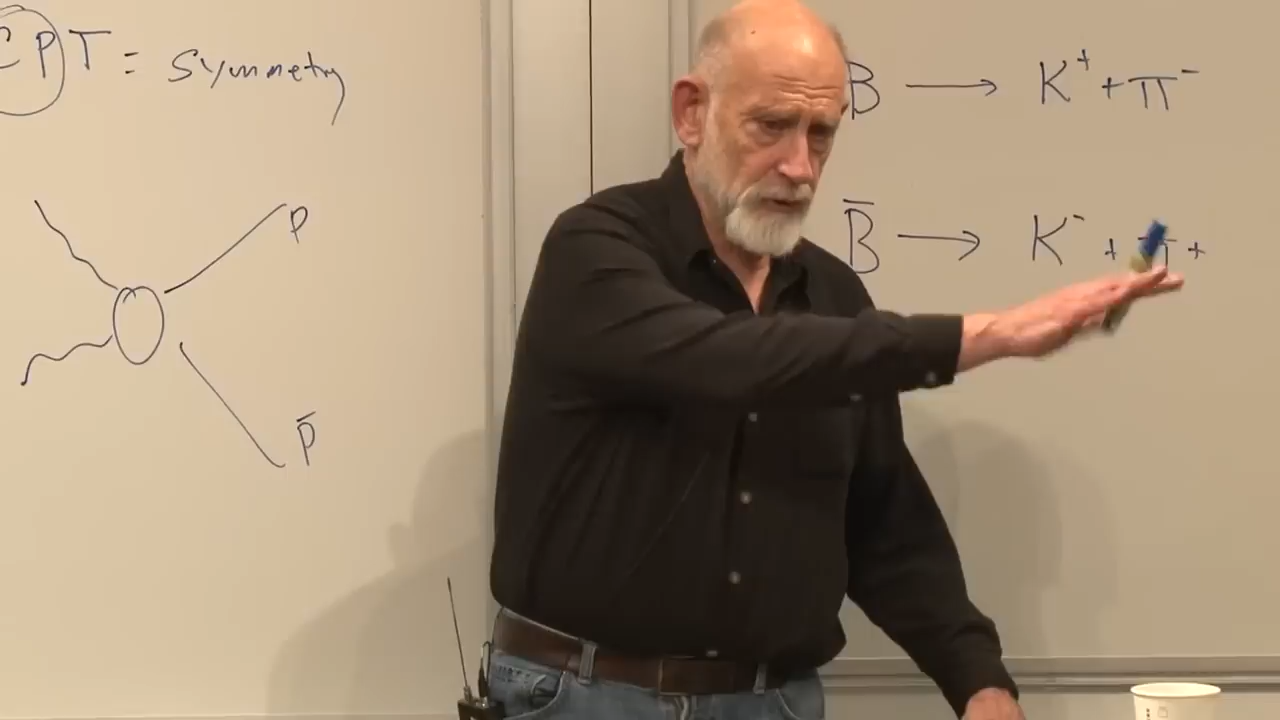 CPT = Symmetry
P
P̄
B → K⁺ + π⁻
B̄ → K⁻ + π +